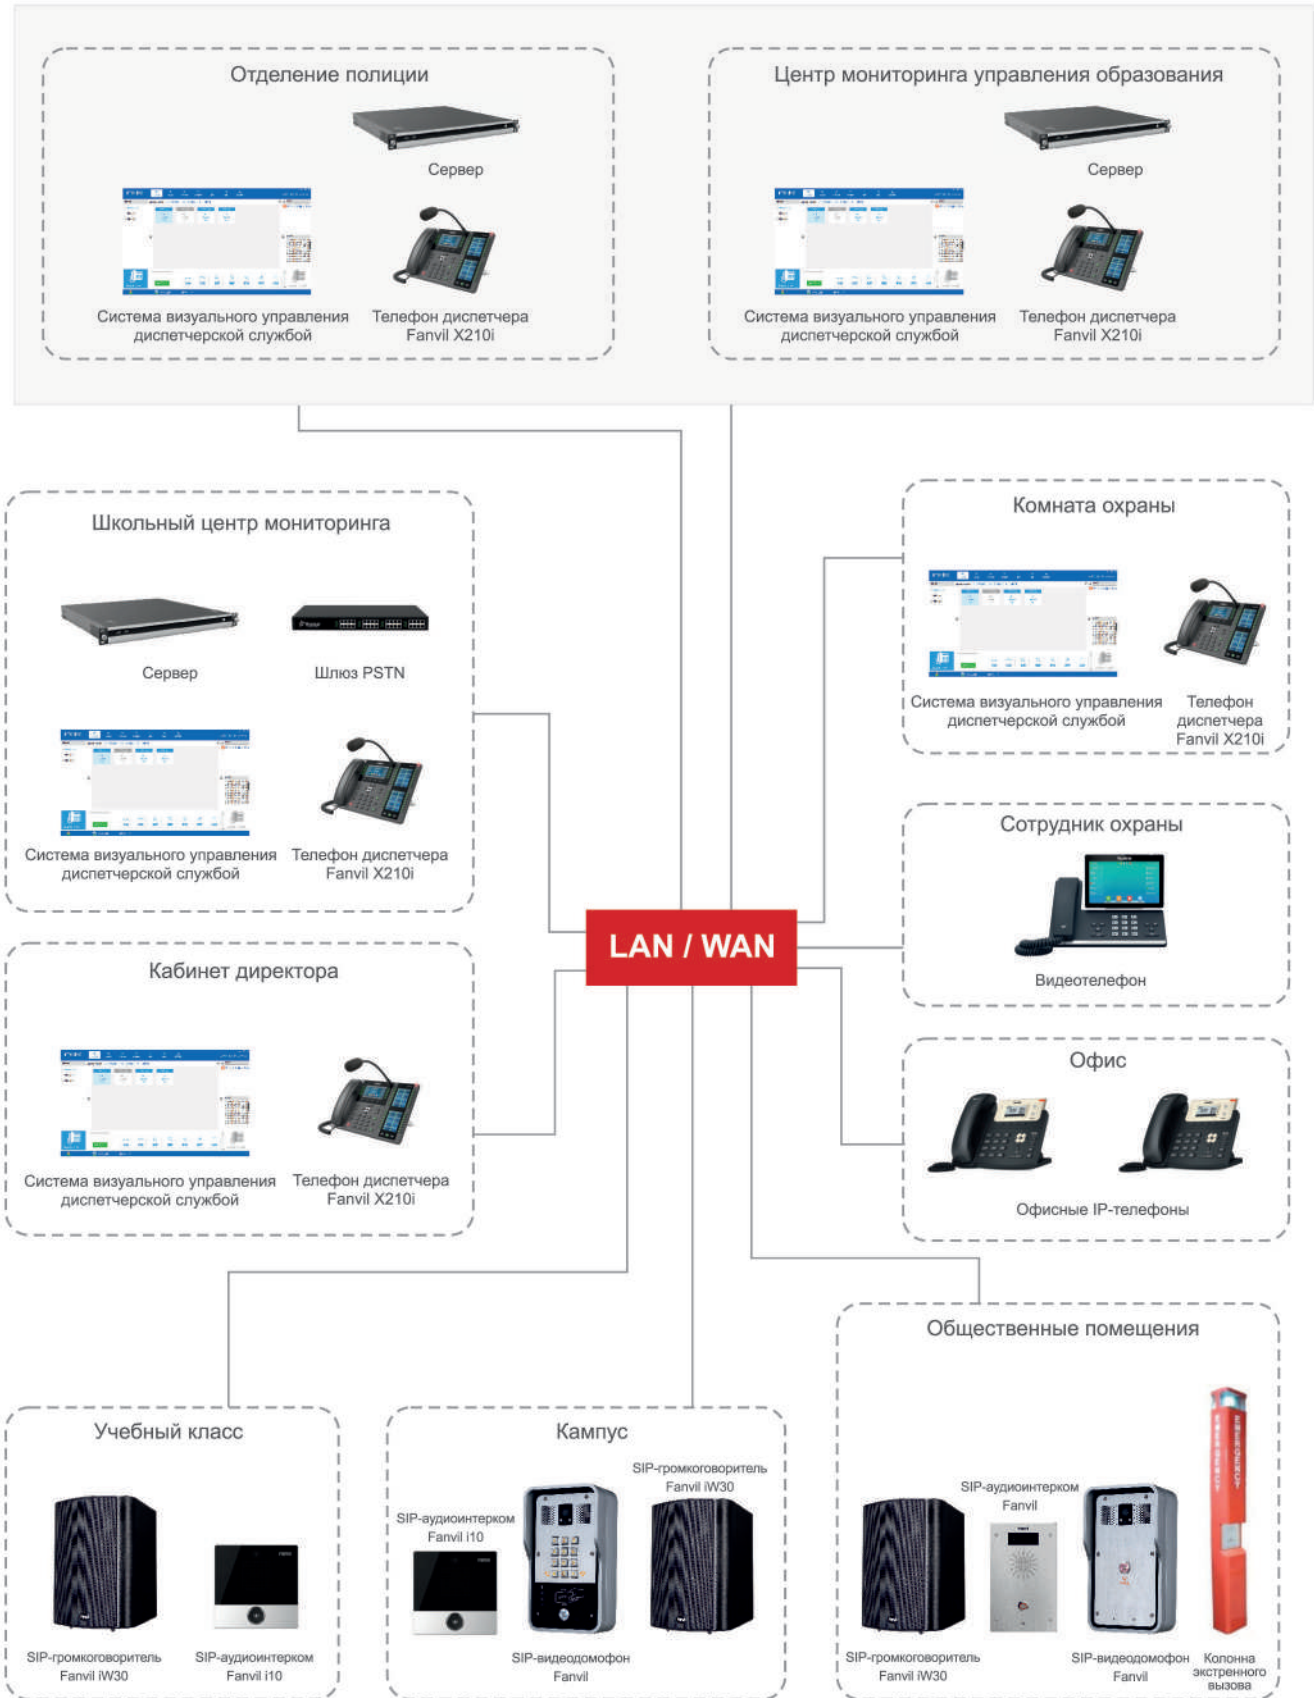 Отделение полиции
Сервер
Система визуального управления
диспетчерской службой
Телефон диспетчера
Fanvil X210i
Центр мониторинга управления образования
Сервер
Система визуального управления
диспетчерской службой
Телефон диспетчера
Fanvil X210i
Школьный центр мониторинга
Сервер
Шлюз PSTN
Система визуального управления
диспетчерской службой
Телефон диспетчера
Fanvil X210i
Комната охраны
Система визуального управления
диспетчерской службой
Телефон
диспетчера
Fanvil X210i
Сотрудник охраны
Видеотелефон
LAN / WAN
Кабинет директора
Система визуального управления
диспетчерской службой
Телефон диспетчера
Fanvil X210i
Офис
Офисные IP-телефоны
Учебный класс
SIP-громкоговоритель
Fanvil iW30
SIP-аудиоинтерком
Fanvil i10
Кампус
SIP-аудиоинтерком
Fanvil i10
SIP-видеодомофон
Fanvil
SIP-громкоговоритель
Fanvil iW30
Общественные помещения
SIP-громкоговоритель
Fanvil iW30
SIP-аудиоинтерком
Fanvil
SIP-видеодомофон
Fanvil
EMERGENCY
Колонна
экстренного
вызова